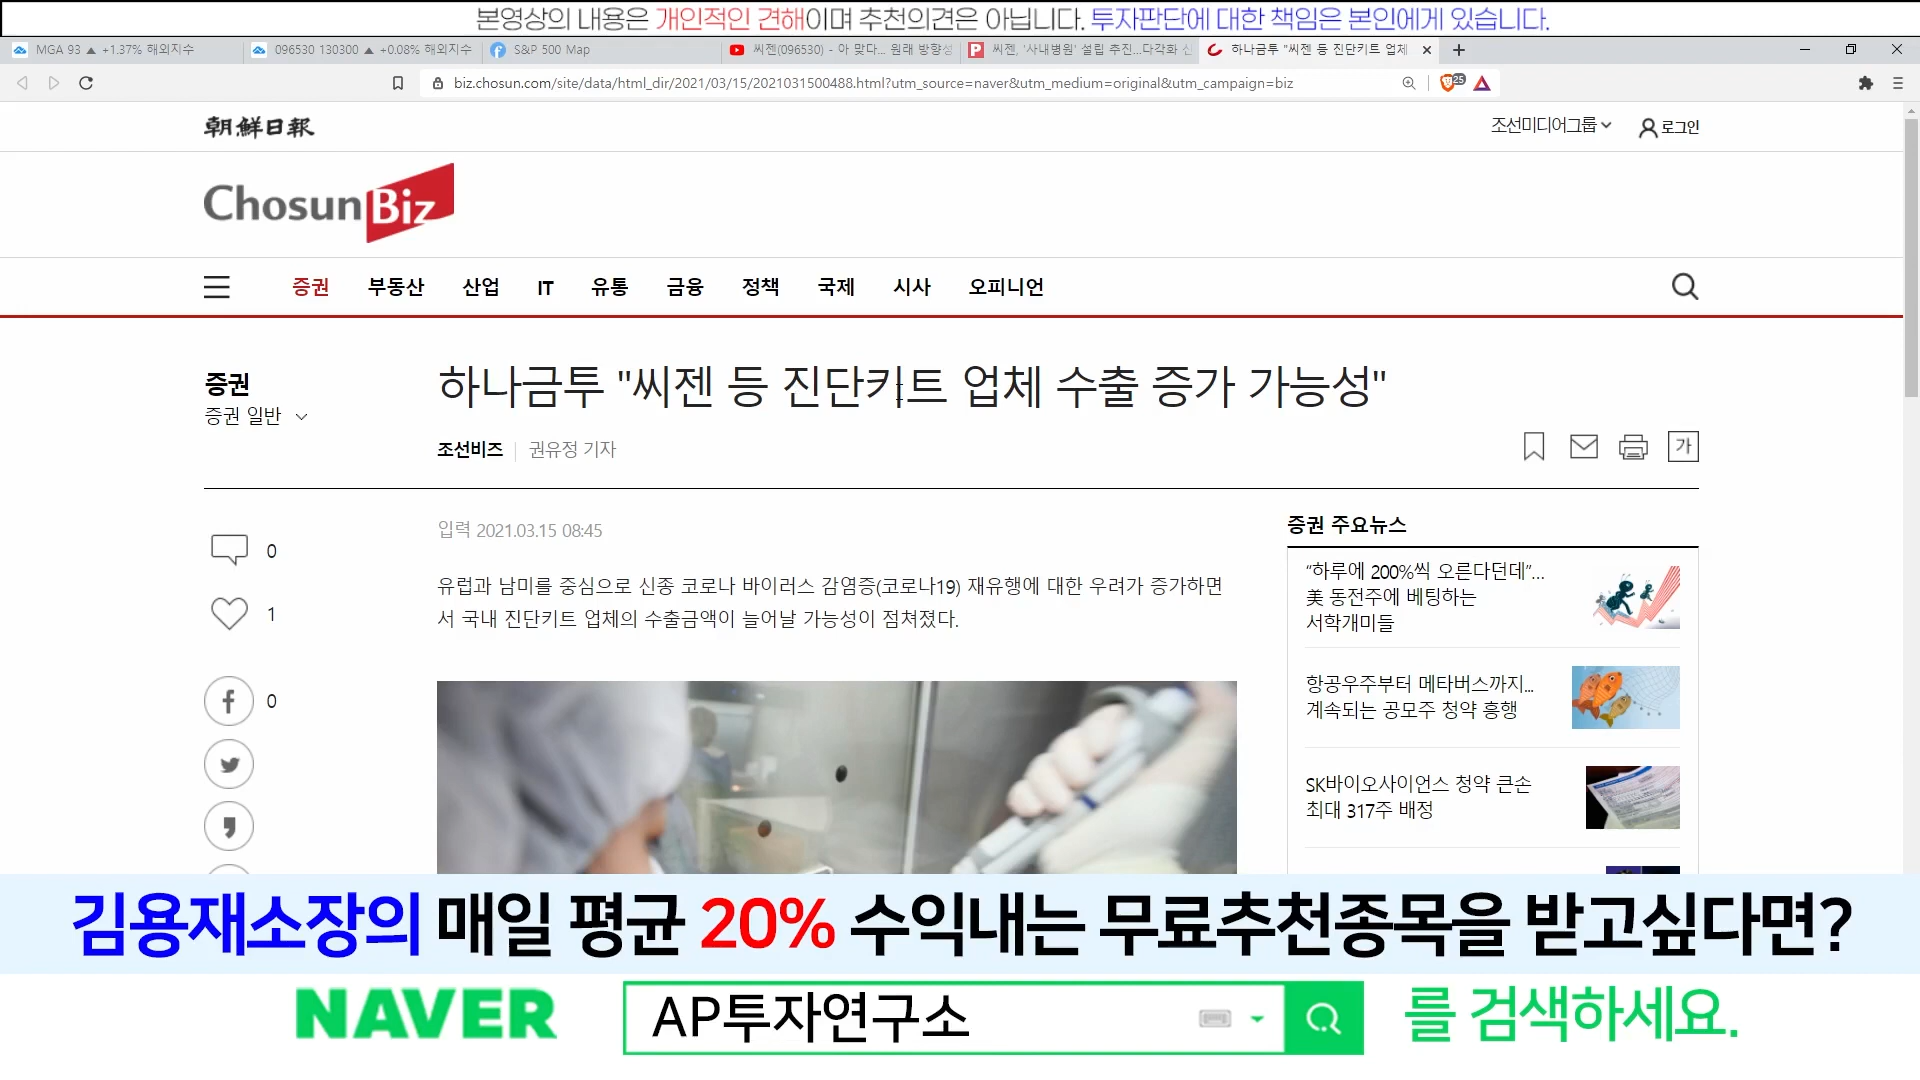 본영상의 내용은 개인적인 견해이며 추천의견은 아닙니다. 투자판단에 대한 책임은 본인에게 있습니다.
MGA 93 ▲ +1.37% 해외지수
096530 130300 ▲ +0.08% 해외지수
S&P 500 Map
씨젠(096530) - 아 맞다... 원래 방향성
씨젠, '사내병원' 설립 추진...다각화 신
하나금투 "씨젠 등 진단키트 업체
biz.chosun.com/site/data/html_dir/2021/03/15/2021031500488.html?utm_source=naver&utm_medium=original&utm_campaign=biz
25
朝鮮日報
조선미디어그룹
로그인
ChosunBiz
증권 부동산 산업 IT 유통 금융 정책 국제 시사 오피니언
증권
증권 일반
하나금투 "씨젠 등 진단키트 업체 수출 증가 가능성"
조선비즈 | 권유정 기자
가
0
1
0
입력 2021.03.15 08:45
유럽과 남미를 중심으로 신종 코로나 바이러스 감염증(코로나19) 재유행에 대한 우려가 증가하면
서 국내 진단키트 업체의 수출금액이 늘어날 가능성이 점쳐졌다.
증권 주요뉴스
“하루에 200%씩 오른다던데”...
美 동전주에 베팅하는
서학개미들
항공우주부터 메타버스까지...
계속되는 공모주 청약 흥행
SK바이오사이언스 청약 큰손
최대 317주 배정
김용재소장의 매일 평균 20% 수익내는 무료추천종목을 받고싶다면?
NAVER
AP투자연구소
를 검색하세요.